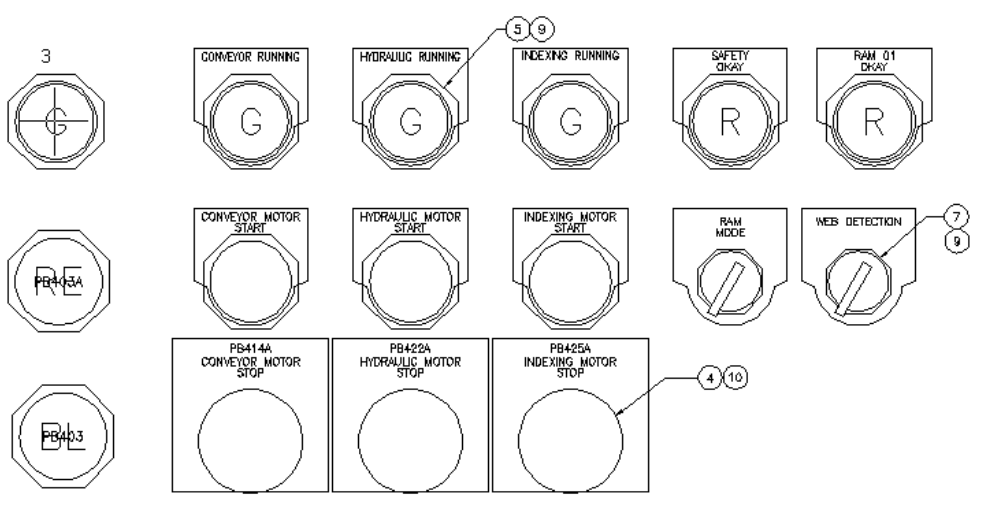 5 9
3
CONVEYOR RUNNING
HYDRAULIC RUNNING
INDEXING RUNNING
SAFETY
OKAY
RAM 01
OKAY
G
G
G
G
R
R
CONVEYOR MOTOR
START
HYDRAULIC MOTOR
START
INDEXING MOTOR
START
RAM
MODE
WEB DETECTION
7
9
RE
PB403A
PB414A
CONVEYOR MOTOR
STOP
PB422A
HYDRAULIC MOTOR
STOP
PB425A
INDEXING MOTOR
STOP
4 10
BL
PB403